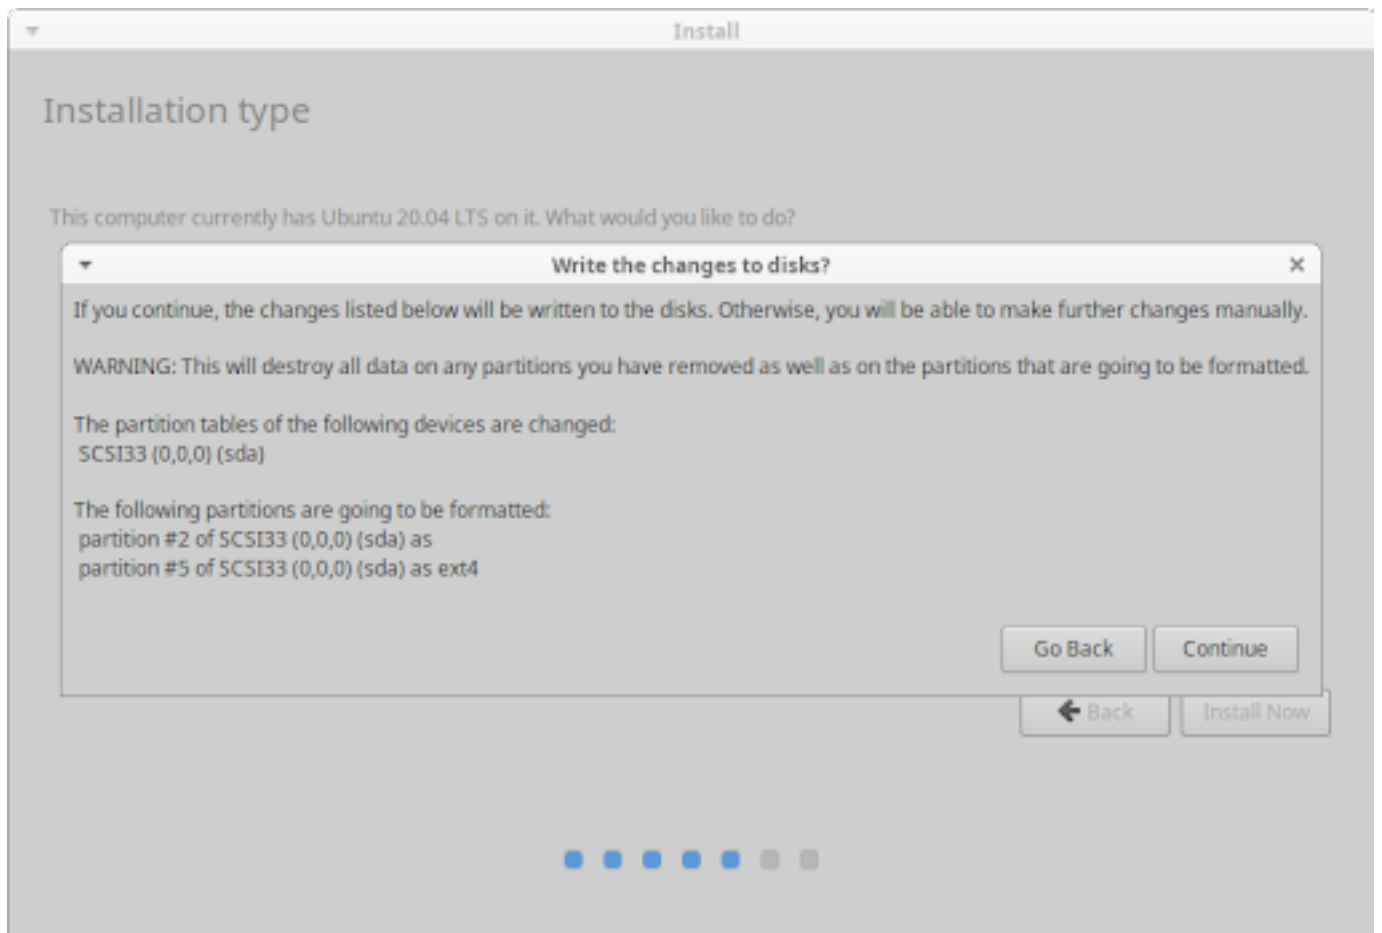 Install
Installation type
This computer currently has Ubuntu 20.04 LTS on it. What would you like to do?
Write the changes to disks?
If you continue, the changes listed below will be written to the disks. Otherwise, you will be able to make further changes manually.
WARNING: This will destroy all data on any partitions you have removed as well as on the partitions that are going to be formatted.
The partition tables of the following devices are changed:
SCSI33 (0,0,0) (sda)
The following partitions are going to be formatted:
partition #2 of SCSI33 (0,0,0) (sda) as
partition #5 of SCSI33 (0,0,0) (sda) as ext4
Go Back Continue
Back Install Now